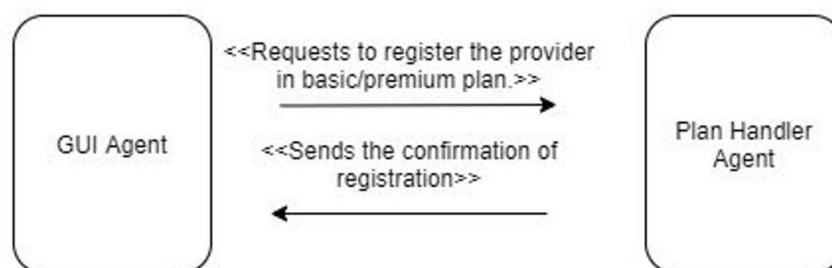 <<Requests to register the provider
in basic/premium plan.>>
GUI Agent
<<Sends the confirmation of
registration>>
Plan Handler
Agent